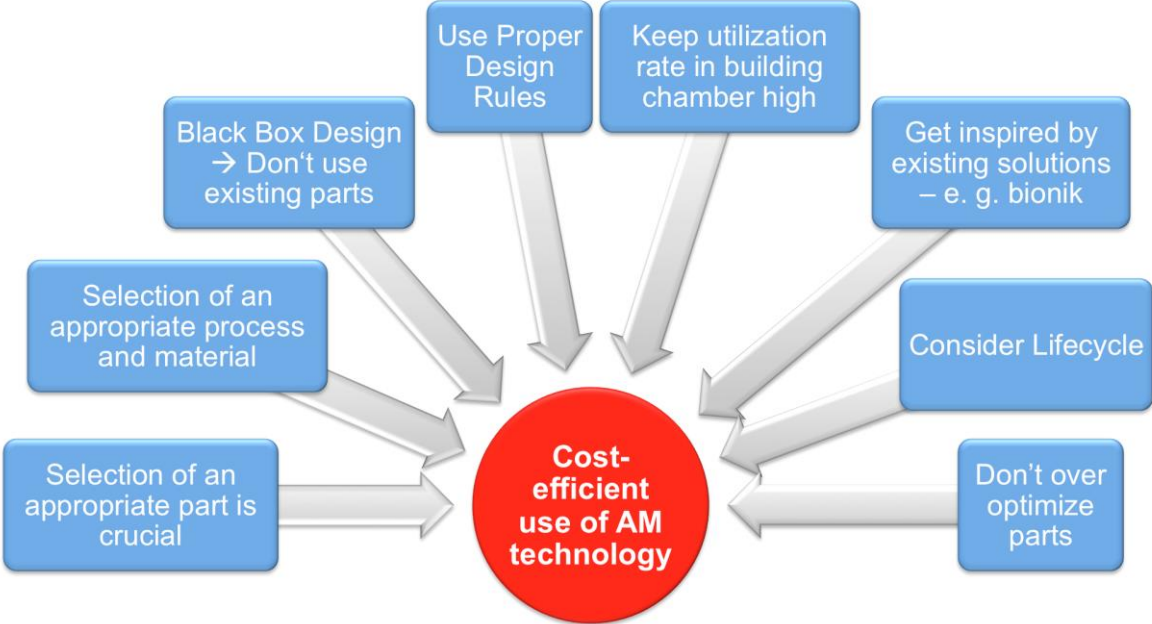 Use Proper
Design
Rules
Keep utilization
rate in building
chamber high
Black Box Design
→ Don‘t use
existing parts
Get inspired by
existing solutions
– e. g. bionik
Selection of an
appropriate process
and material
Consider Lifecycle
Selection of an
appropriate part is
crucial
Don’t over
optimize
parts
Cost-
efficient
use of AM
technology